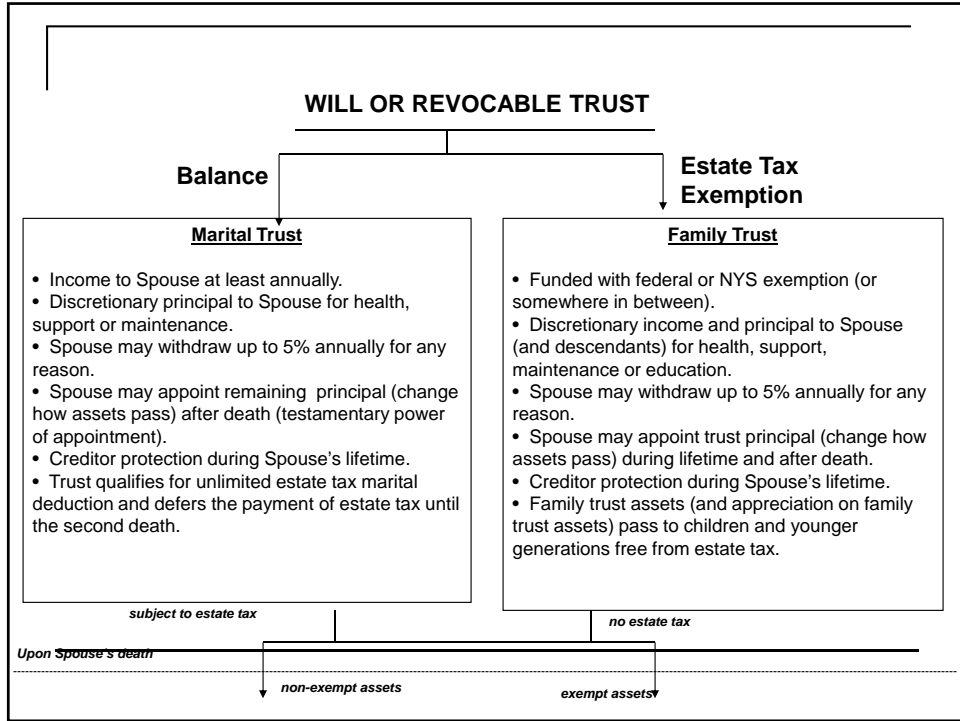 WILL OR REVOCABLE TRUST
Balance
Estate Tax
Exemption
Marital Trust
• Income to Spouse at least annually.
• Discretionary principal to Spouse for health,
support or maintenance.
• Spouse may withdraw up to 5% annually for any
reason.
• Spouse may appoint remaining principal (change
how assets pass) after death (testamentary power
of appointment).
• Creditor protection during Spouse's lifetime.
• Trust qualifies for unlimited estate tax marital
deduction and defers the payment of estate tax until
the second death.
Family Trust
• Funded with federal or NYS exemption (or
somewhere in between).
• Discretionary income and principal to Spouse
(and descendants) for health, support,
maintenance or education.
• Spouse may withdraw up to 5% annually for any
reason.
• Spouse may appoint trust principal (change how
assets pass) during lifetime and after death.
• Creditor protection during Spouse's lifetime.
• Family trust assets (and appreciation on family
trust assets) pass to children and younger
generations free from estate tax.
subject to estate tax
no estate tax
Upon Spouse's death
non-exempt assets
exempt assets